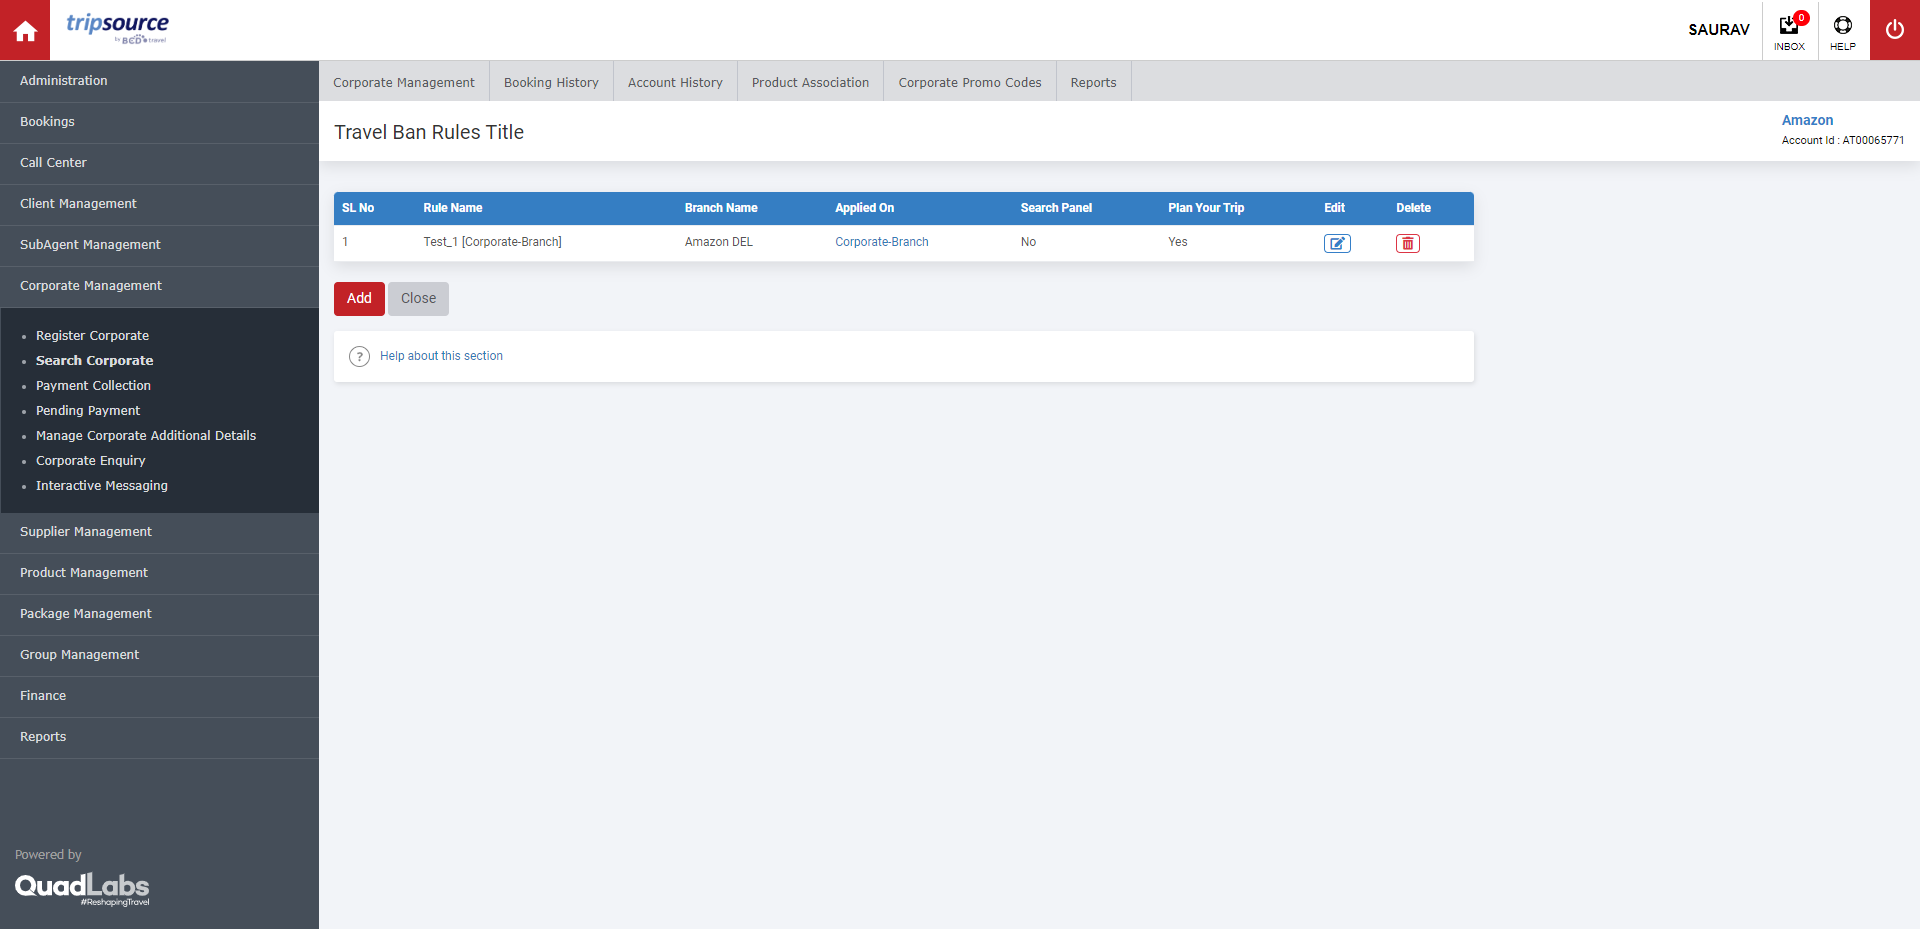 tripsource
by BCD travel
SAURAV
0
INBOX
HELP
Administration
Bookings
Call Center
Client Management
SubAgent Management
Corporate Management
Register Corporate
Search Corporate
Payment Collection
Pending Payment
Manage Corporate Additional Details
Corporate Enquiry
Interactive Messaging
Supplier Management
Product Management
Package Management
Group Management
Finance
Reports
Powered by
QuadLabs
#ReshapingTravel
Corporate Management Booking History Account History Product Association Corporate Promo Codes Reports
Travel Ban Rules Title
Amazon
Account Id : AT00065771
SL No Rule Name Branch Name Applied On Search Panel Plan Your Trip Edit Delete
1 Test_1 [Corporate-Branch] Amazon DEL Corporate-Branch No Yes
Add Close
? Help about this section